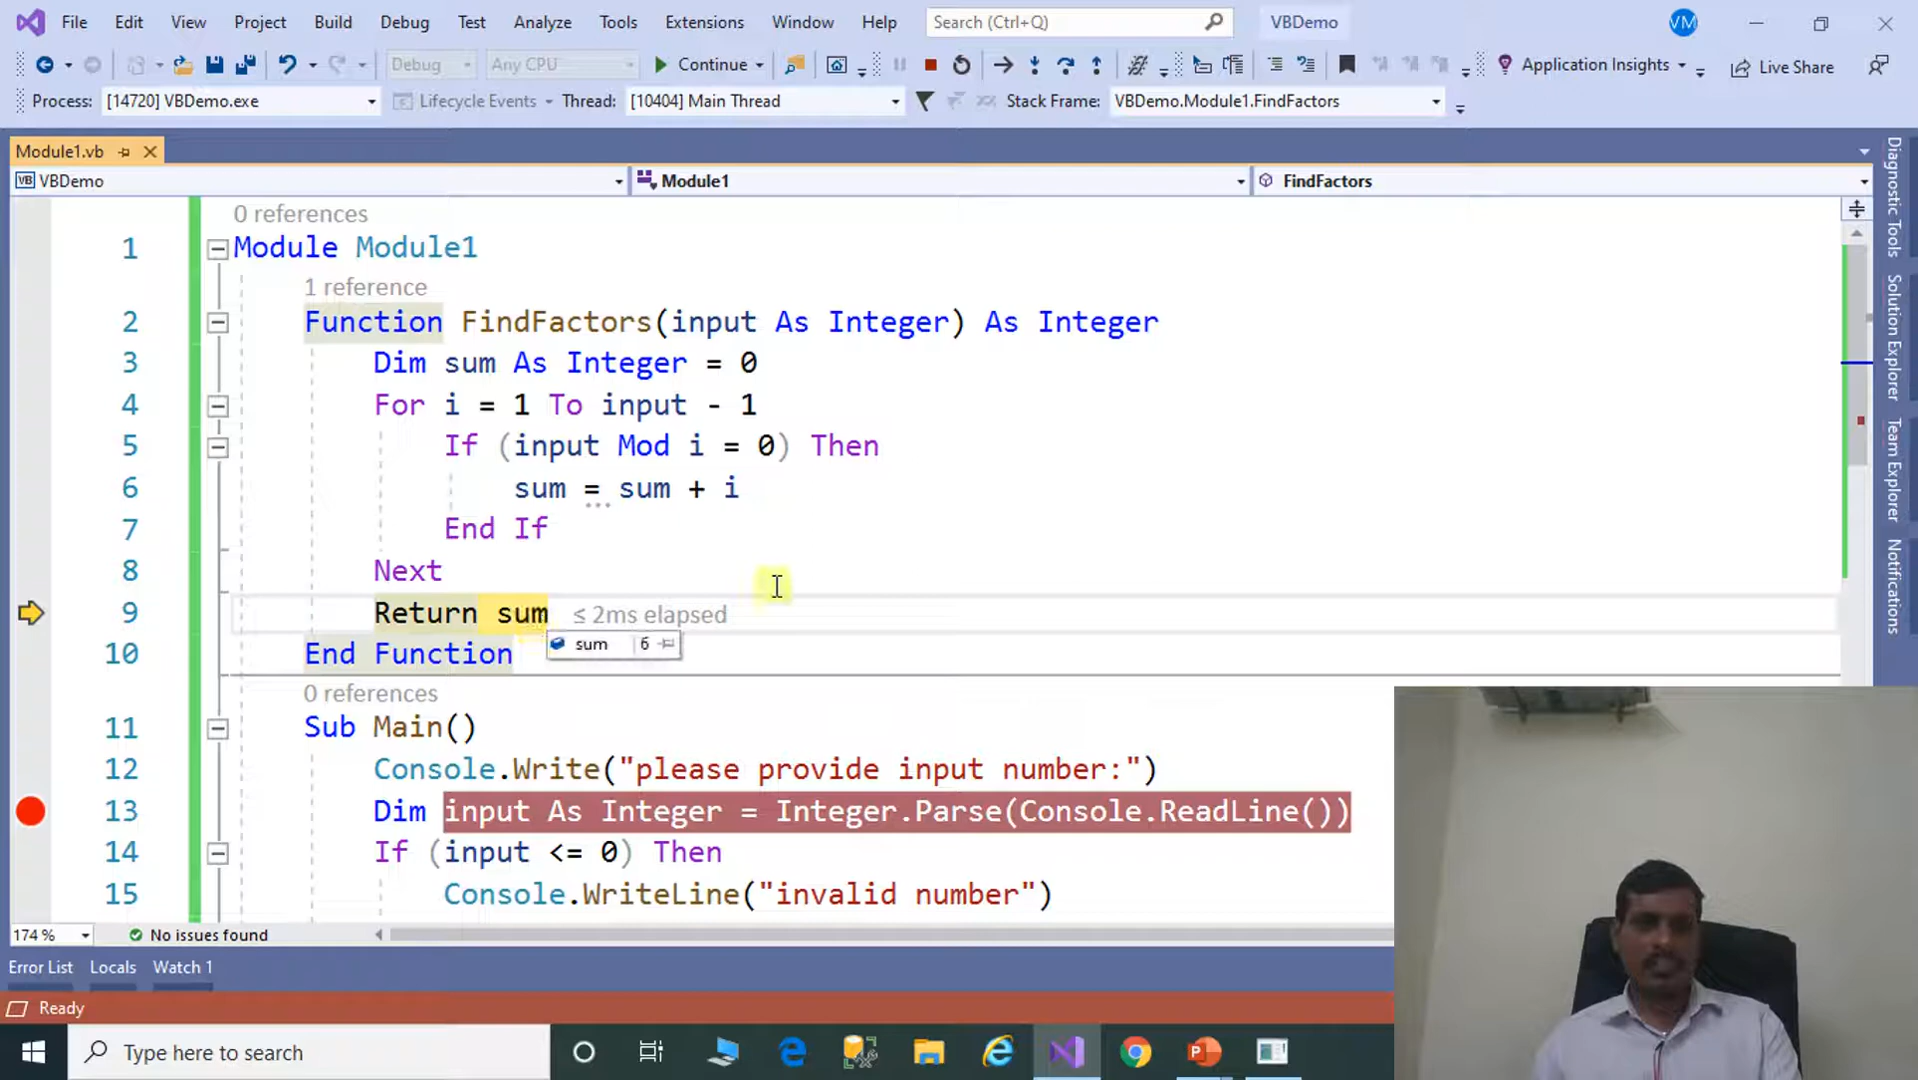 File Edit View Project Build Debug Test Analyze Tools Extensions Window Help Search (Ctrl+Q) VBDemo VM
Debug Any CPU Continue Application Insights Live Share
Process: [14720] VBDemo.exe Lifecycle Events Thread: [10404] Main Thread Stack Frame: VBDemo.Module1.FindFactors
Module1.vb
VB VBDemo Module1 FindFactors
0 references
1 Module Module1
1 reference
2 Function FindFactors(input As Integer) As Integer
3 Dim sum As Integer = 0
4 For i = 1 To input - 1
5 If (input Mod i = 0) Then
6 sum = sum + i
7 End If
8 Next
9 Return sum ≤ 2ms elapsed
sum 6
10 End Function
0 references
11 Sub Main()
12 Console.Write("please provide input number:")
13 Dim input As Integer = Integer.Parse(Console.ReadLine())
14 If (input <= 0) Then
15 Console.WriteLine("invalid number")
174 % No issues found
Error List Locals Watch 1
Ready
Type here to search
Diagnostic Tools
Solution Explorer
Team Explorer
Notifications